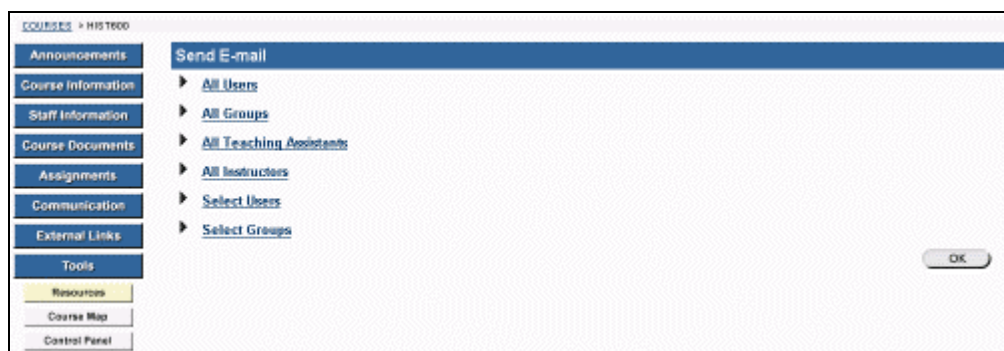 COURSES > HIST600
Announcements
Course Information
Staff Information
Course Documents
Assignments
Communication
External Links
Tools
Resources
Course Map
Control Panel
Send E-mail
All Users
All Groups
All Teaching Assistants
All Instructors
Select Users
Select Groups
OK